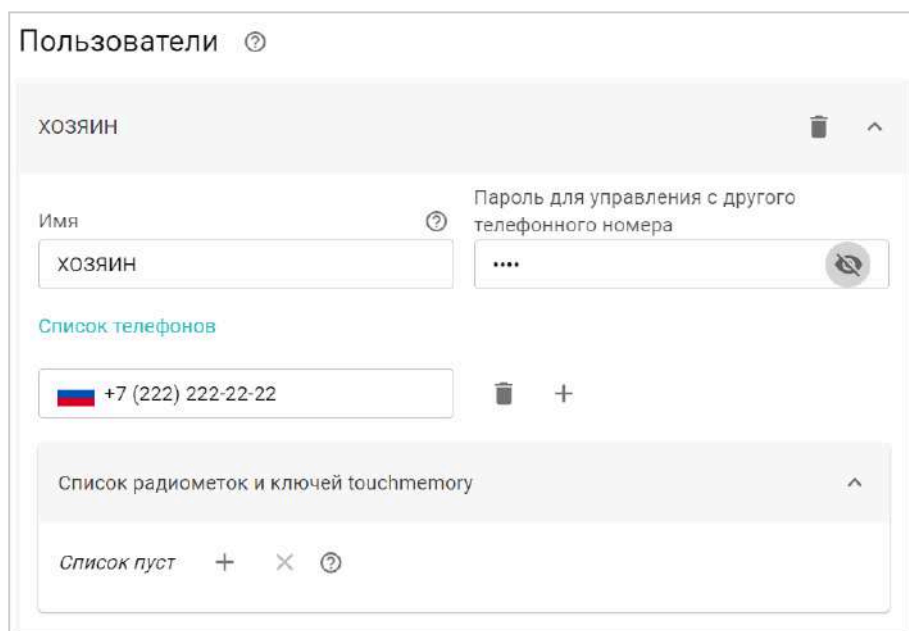 Пользователи
ХОЗЯИН
Имя
Пароль для управления с другого
телефонного номера
ХОЗЯИН
••••
Список телефонов
+7 (222) 222-22-22
Список радиометок и ключей touchmemory
Список пуст